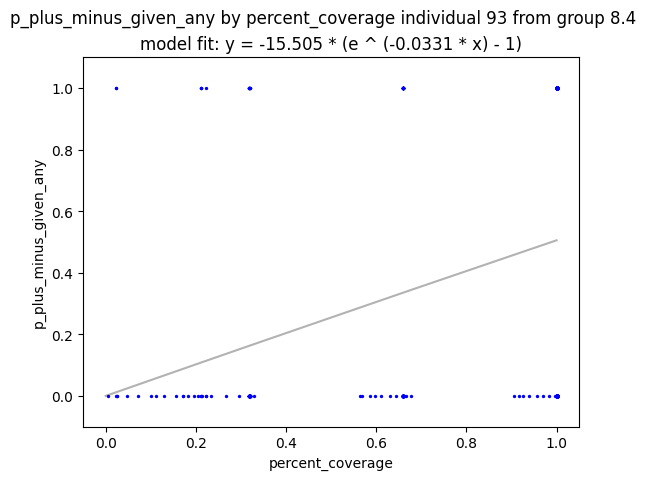 p_plus_minus_given_any by percent_coverage individual 93 from group 8.4
model fit: y = -15.505 * (e ^ (-0.0331 * x) - 1)
1.0
0.8
0.6
0.4
0.2
0.0
p_plus_minus_given_any
0.0 0.2 0.4 0.6 0.8 1.0
percent_coverage